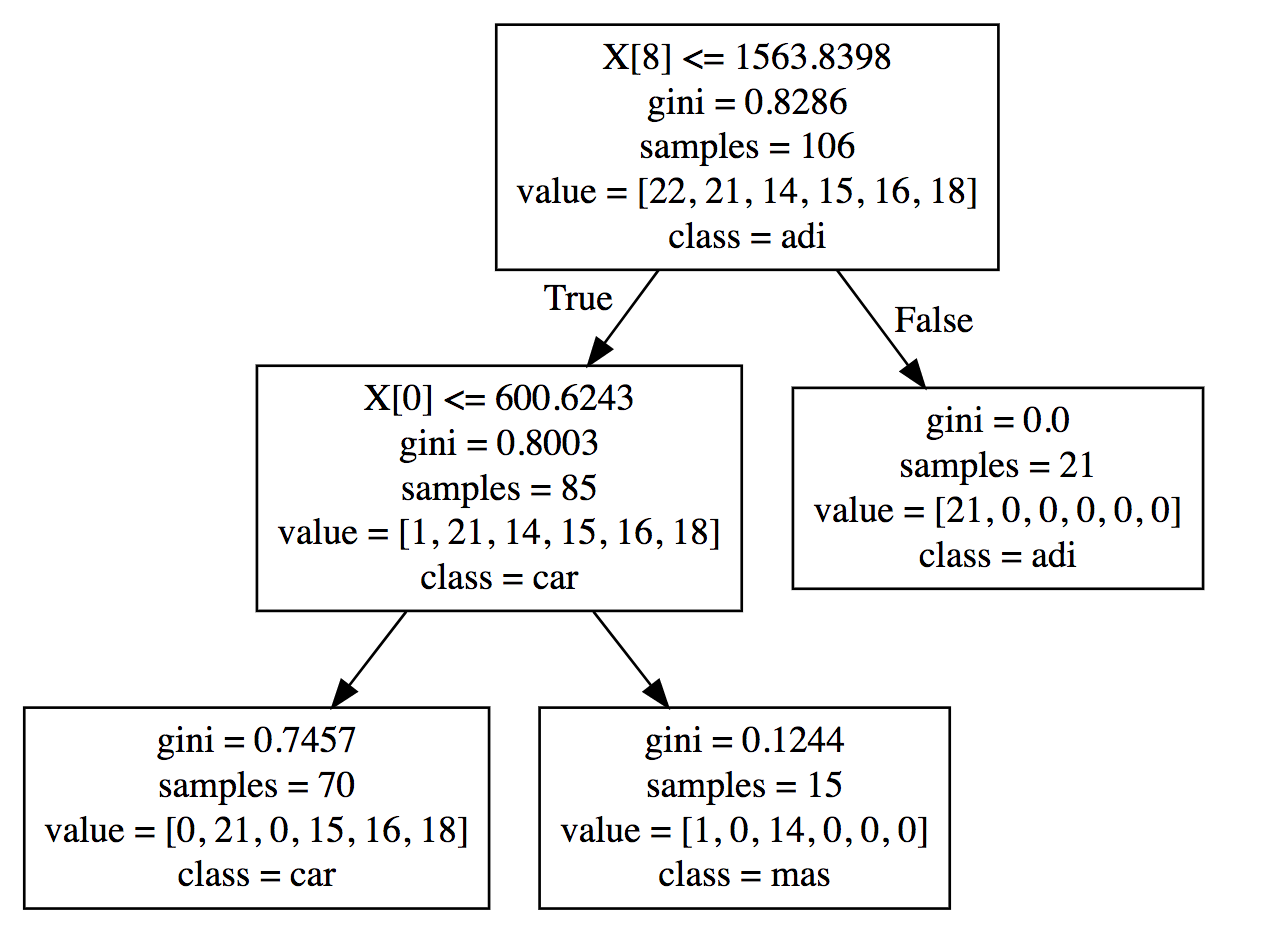 X[8] <= 1563.8398
gini = 0.8286
samples = 106
value = [22, 21, 14, 15, 16, 18]
class = adi
True
False
X[0] <= 600.6243
gini = 0.8003
samples = 85
value = [1, 21, 14, 15, 16, 18]
class = car
gini = 0.0
samples = 21
value = [21, 0, 0, 0, 0, 0]
class = adi
gini = 0.7457
samples = 70
value = [0, 21, 0, 15, 16, 18]
class = car
gini = 0.1244
samples = 15
value = [1, 0, 14, 0, 0, 0]
class = mas